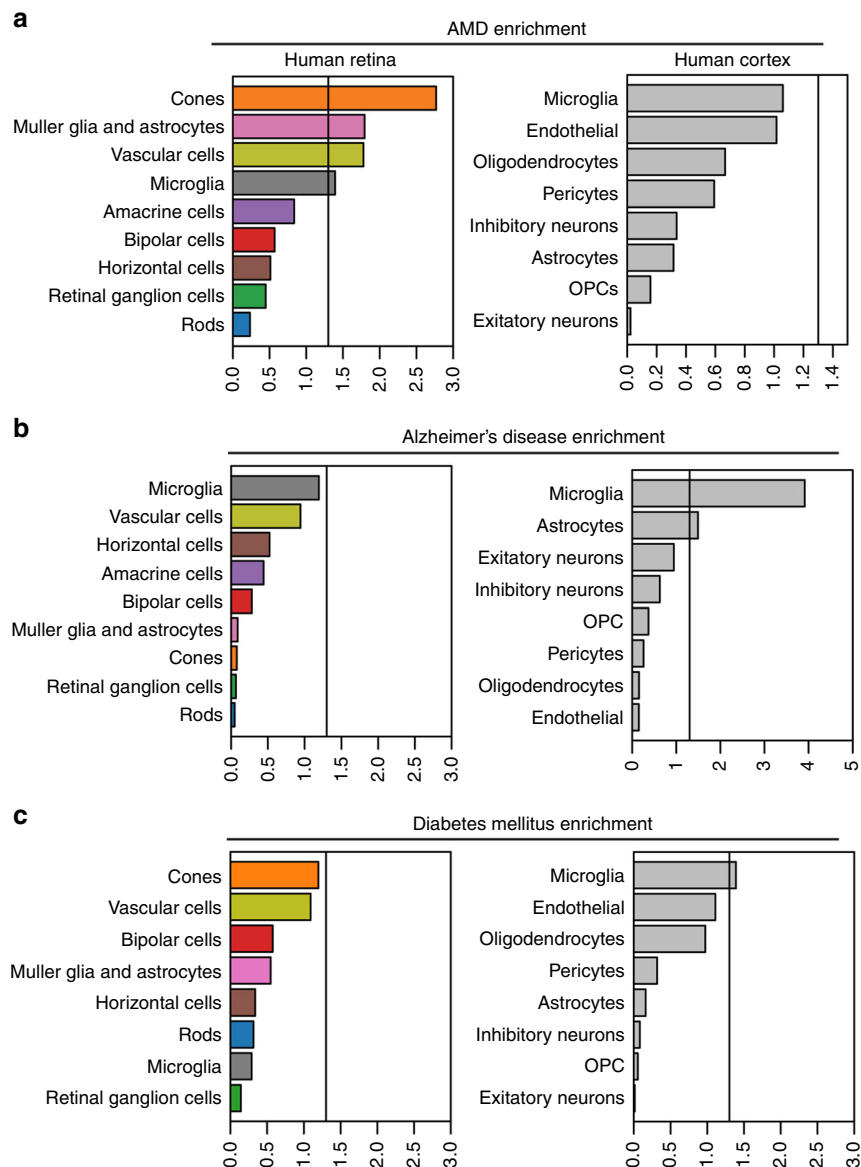 a
AMD enrichment
Human retina
Cones
Muller glia and astrocytes
Vascular cells
Microglia
Amacrine cells
Bipolar cells
Horizontal cells
Retinal ganglion cells
Rods
0.0 0.5 1.0 1.5 2.0 2.5 3.0
Human cortex
Microglia
Endothelial
Oligodendrocytes
Pericytes
Inhibitory neurons
Astrocytes
OPCs
Exitatory neurons
0.0 0.2 0.4 0.6 0.8 1.0 1.2 1.4
b
Alzheimer's disease enrichment
Microglia
Vascular cells
Horizontal cells
Amacrine cells
Bipolar cells
Muller glia and astrocytes
Cones
Retinal ganglion cells
Rods
0.0 0.5 1.0 1.5 2.0 2.5 3.0
Microglia
Astrocytes
Exitatory neurons
Inhibitory neurons
OPC
Pericytes
Oligodendrocytes
Endothelial
0 1 2 3 4 5
c
Diabetes mellitus enrichment
Cones
Vascular cells
Bipolar cells
Muller glia and astrocytes
Horizontal cells
Rods
Microglia
Retinal ganglion cells
0.0 0.5 1.0 1.5 2.0 2.5 3.0
Microglia
Endothelial
Oligodendrocytes
Pericytes
Astrocytes
Inhibitory neurons
OPC
Exitatory neurons
0.0 0.5 1.0 1.5 2.0 2.5 3.0